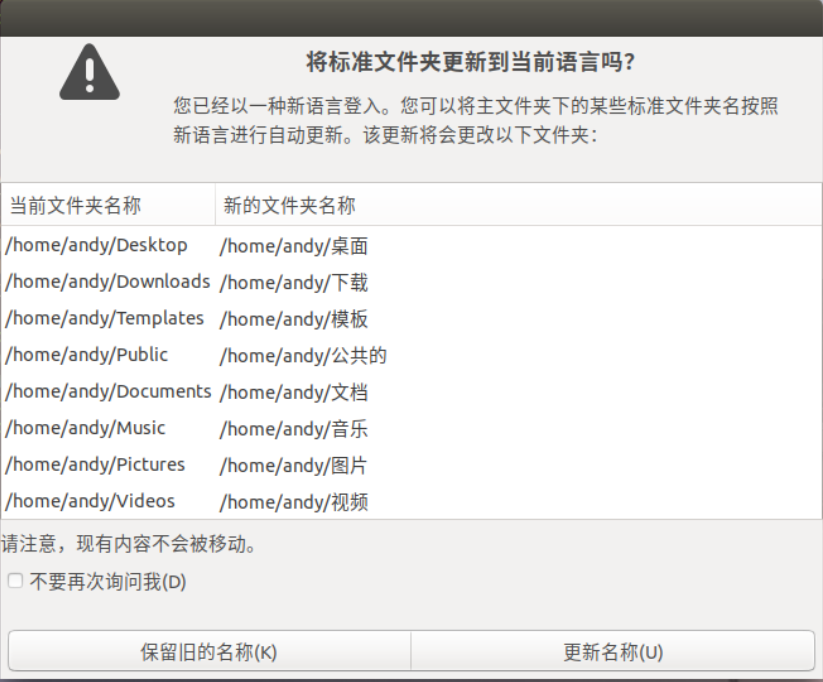 将标准文件夹更新到当前语言吗？
您已经以一种新语言登入。您可以将主文件夹下的某些标准文件夹名按照
新语言进行自动更新。该更新将会更改以下文件夹：
当前文件夹名称 新的文件夹名称
/home/andy/Desktop /home/andy/桌面
/home/andy/Downloads /home/andy/下载
/home/andy/Templates /home/andy/模板
/home/andy/Public /home/andy/公共的
/home/andy/Documents /home/andy/文档
/home/andy/Music /home/andy/音乐
/home/andy/Pictures /home/andy/图片
/home/andy/Videos /home/andy/视频
请注意，现有内容不会被移动。
不要再次询问我(D)
保留旧的名称(K) 更新名称(U)